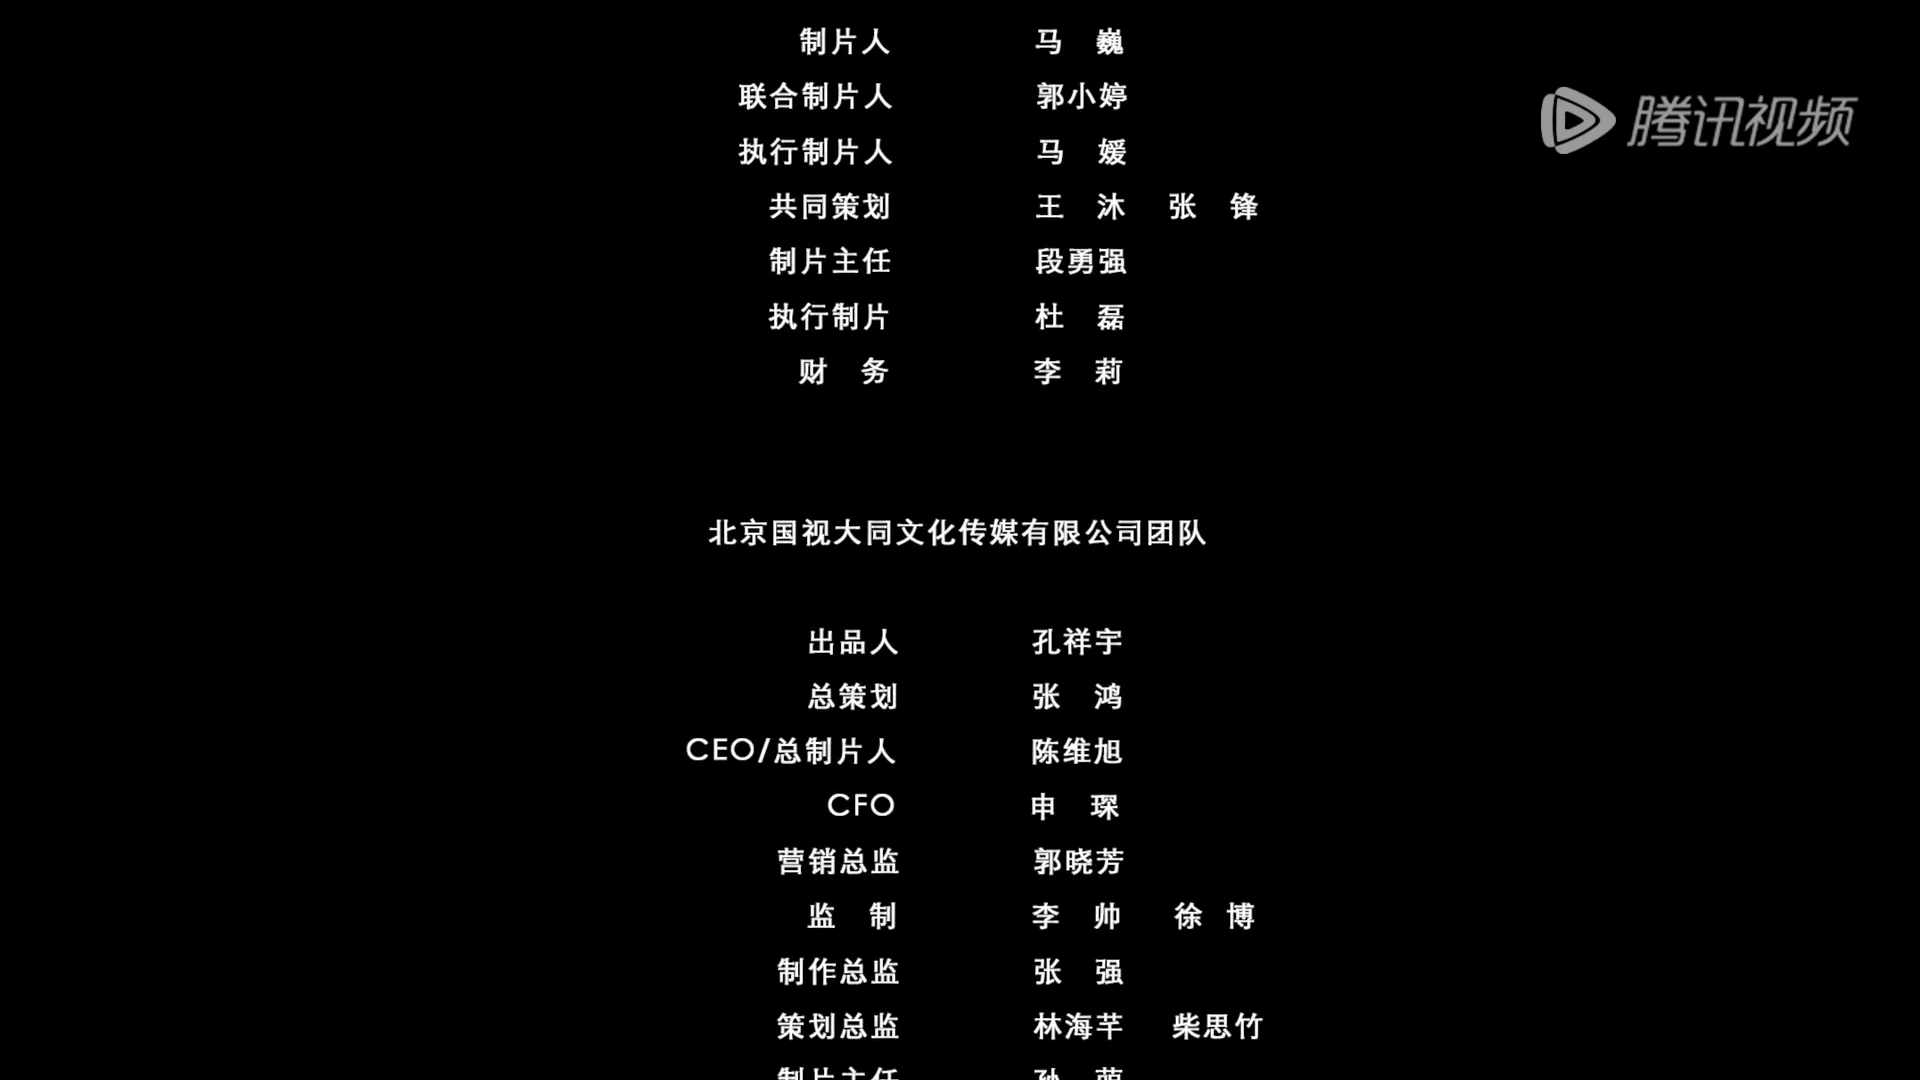 制片人 马 巍
联合制片人 郭小婷
腾讯视频
执行制片人 马 媛
共同策划 王 沐 张 锋
制片主任 段勇强
执行制片 杜 磊
财 务 李 莉
北京国视大同文化传媒有限公司团队
出品人 孔祥宇
总策划 张 鸿
CEO/总制片人 陈维旭
CFO 申 琛
营销总监 郭晓芳
监 制 李 帅 徐 博
制作总监 张 强
策划总监 林海芊 柴思竹
制片主任 孙 萌